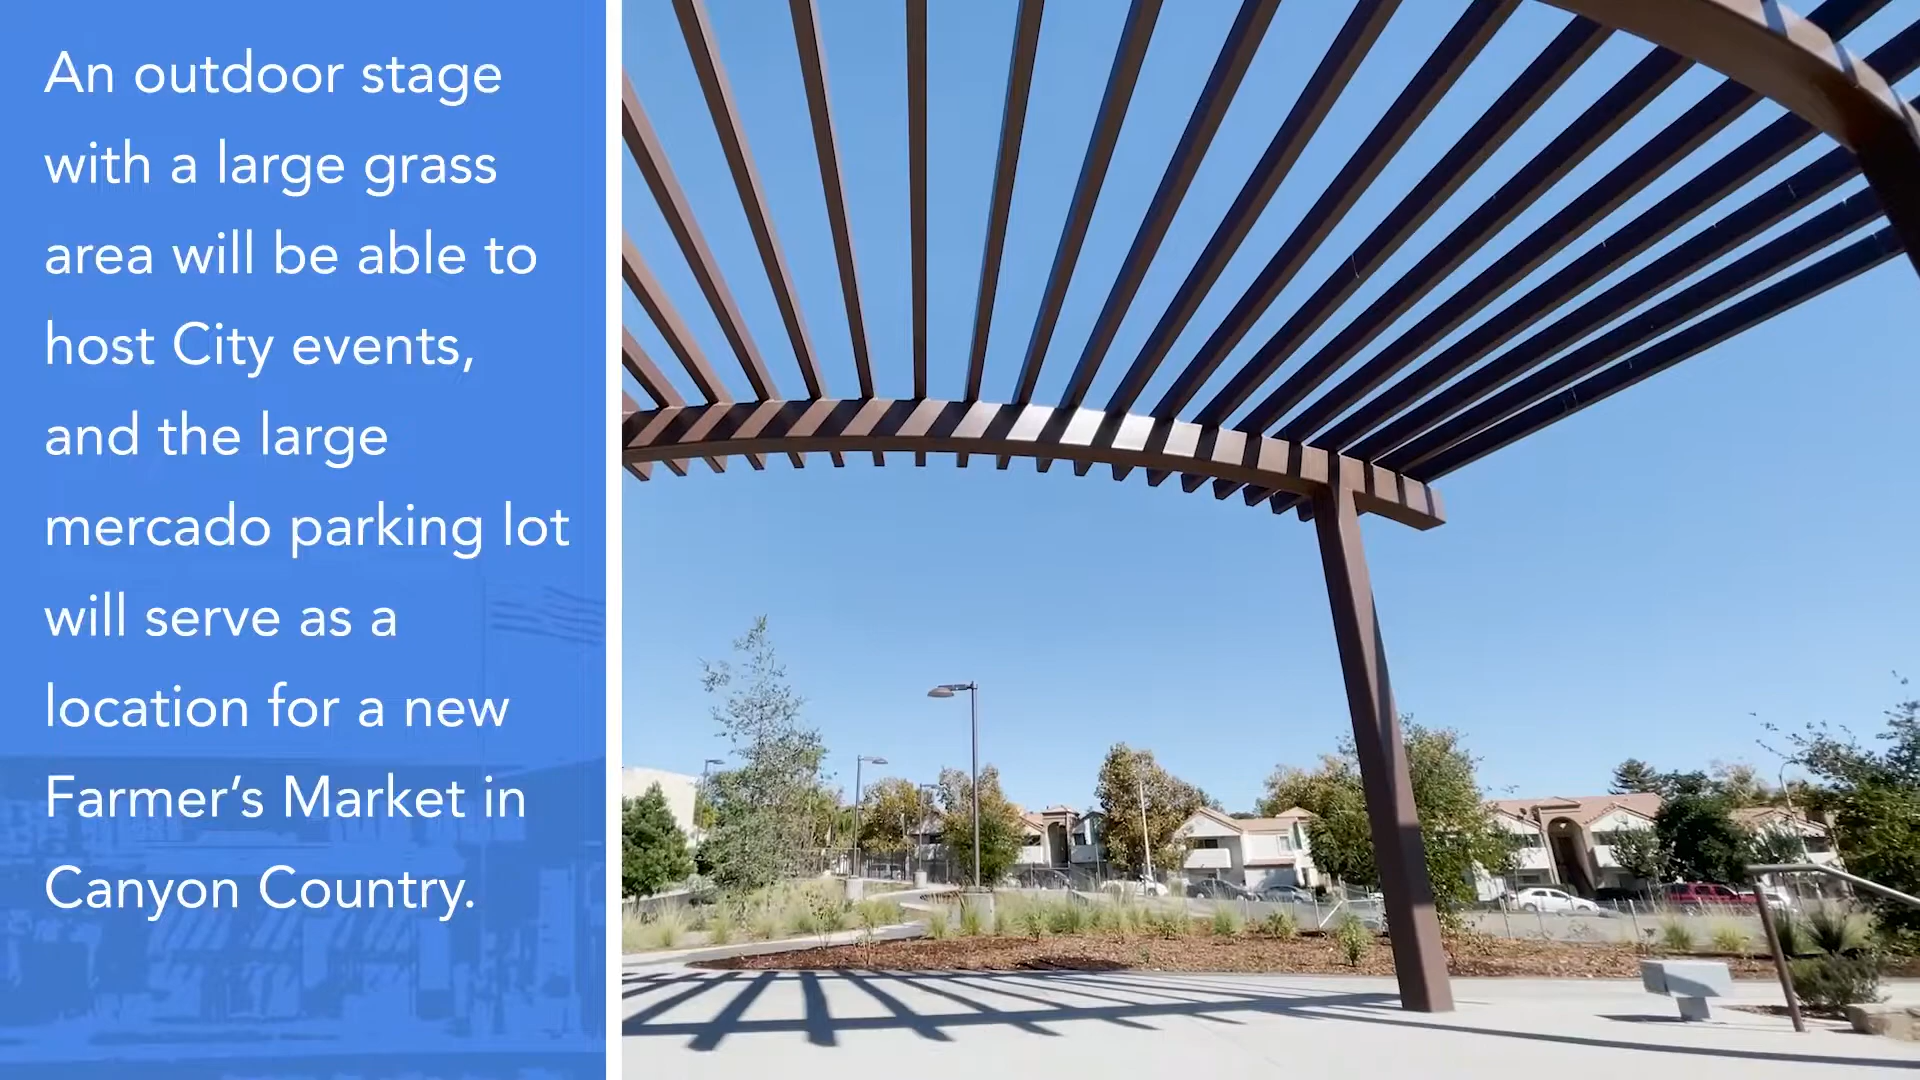 An outdoor stage
with a large grass
area will be able to
host City events,
and the large
mercado parking lot
will serve as a
location for a new
Farmer’s Market in
Canyon Country.